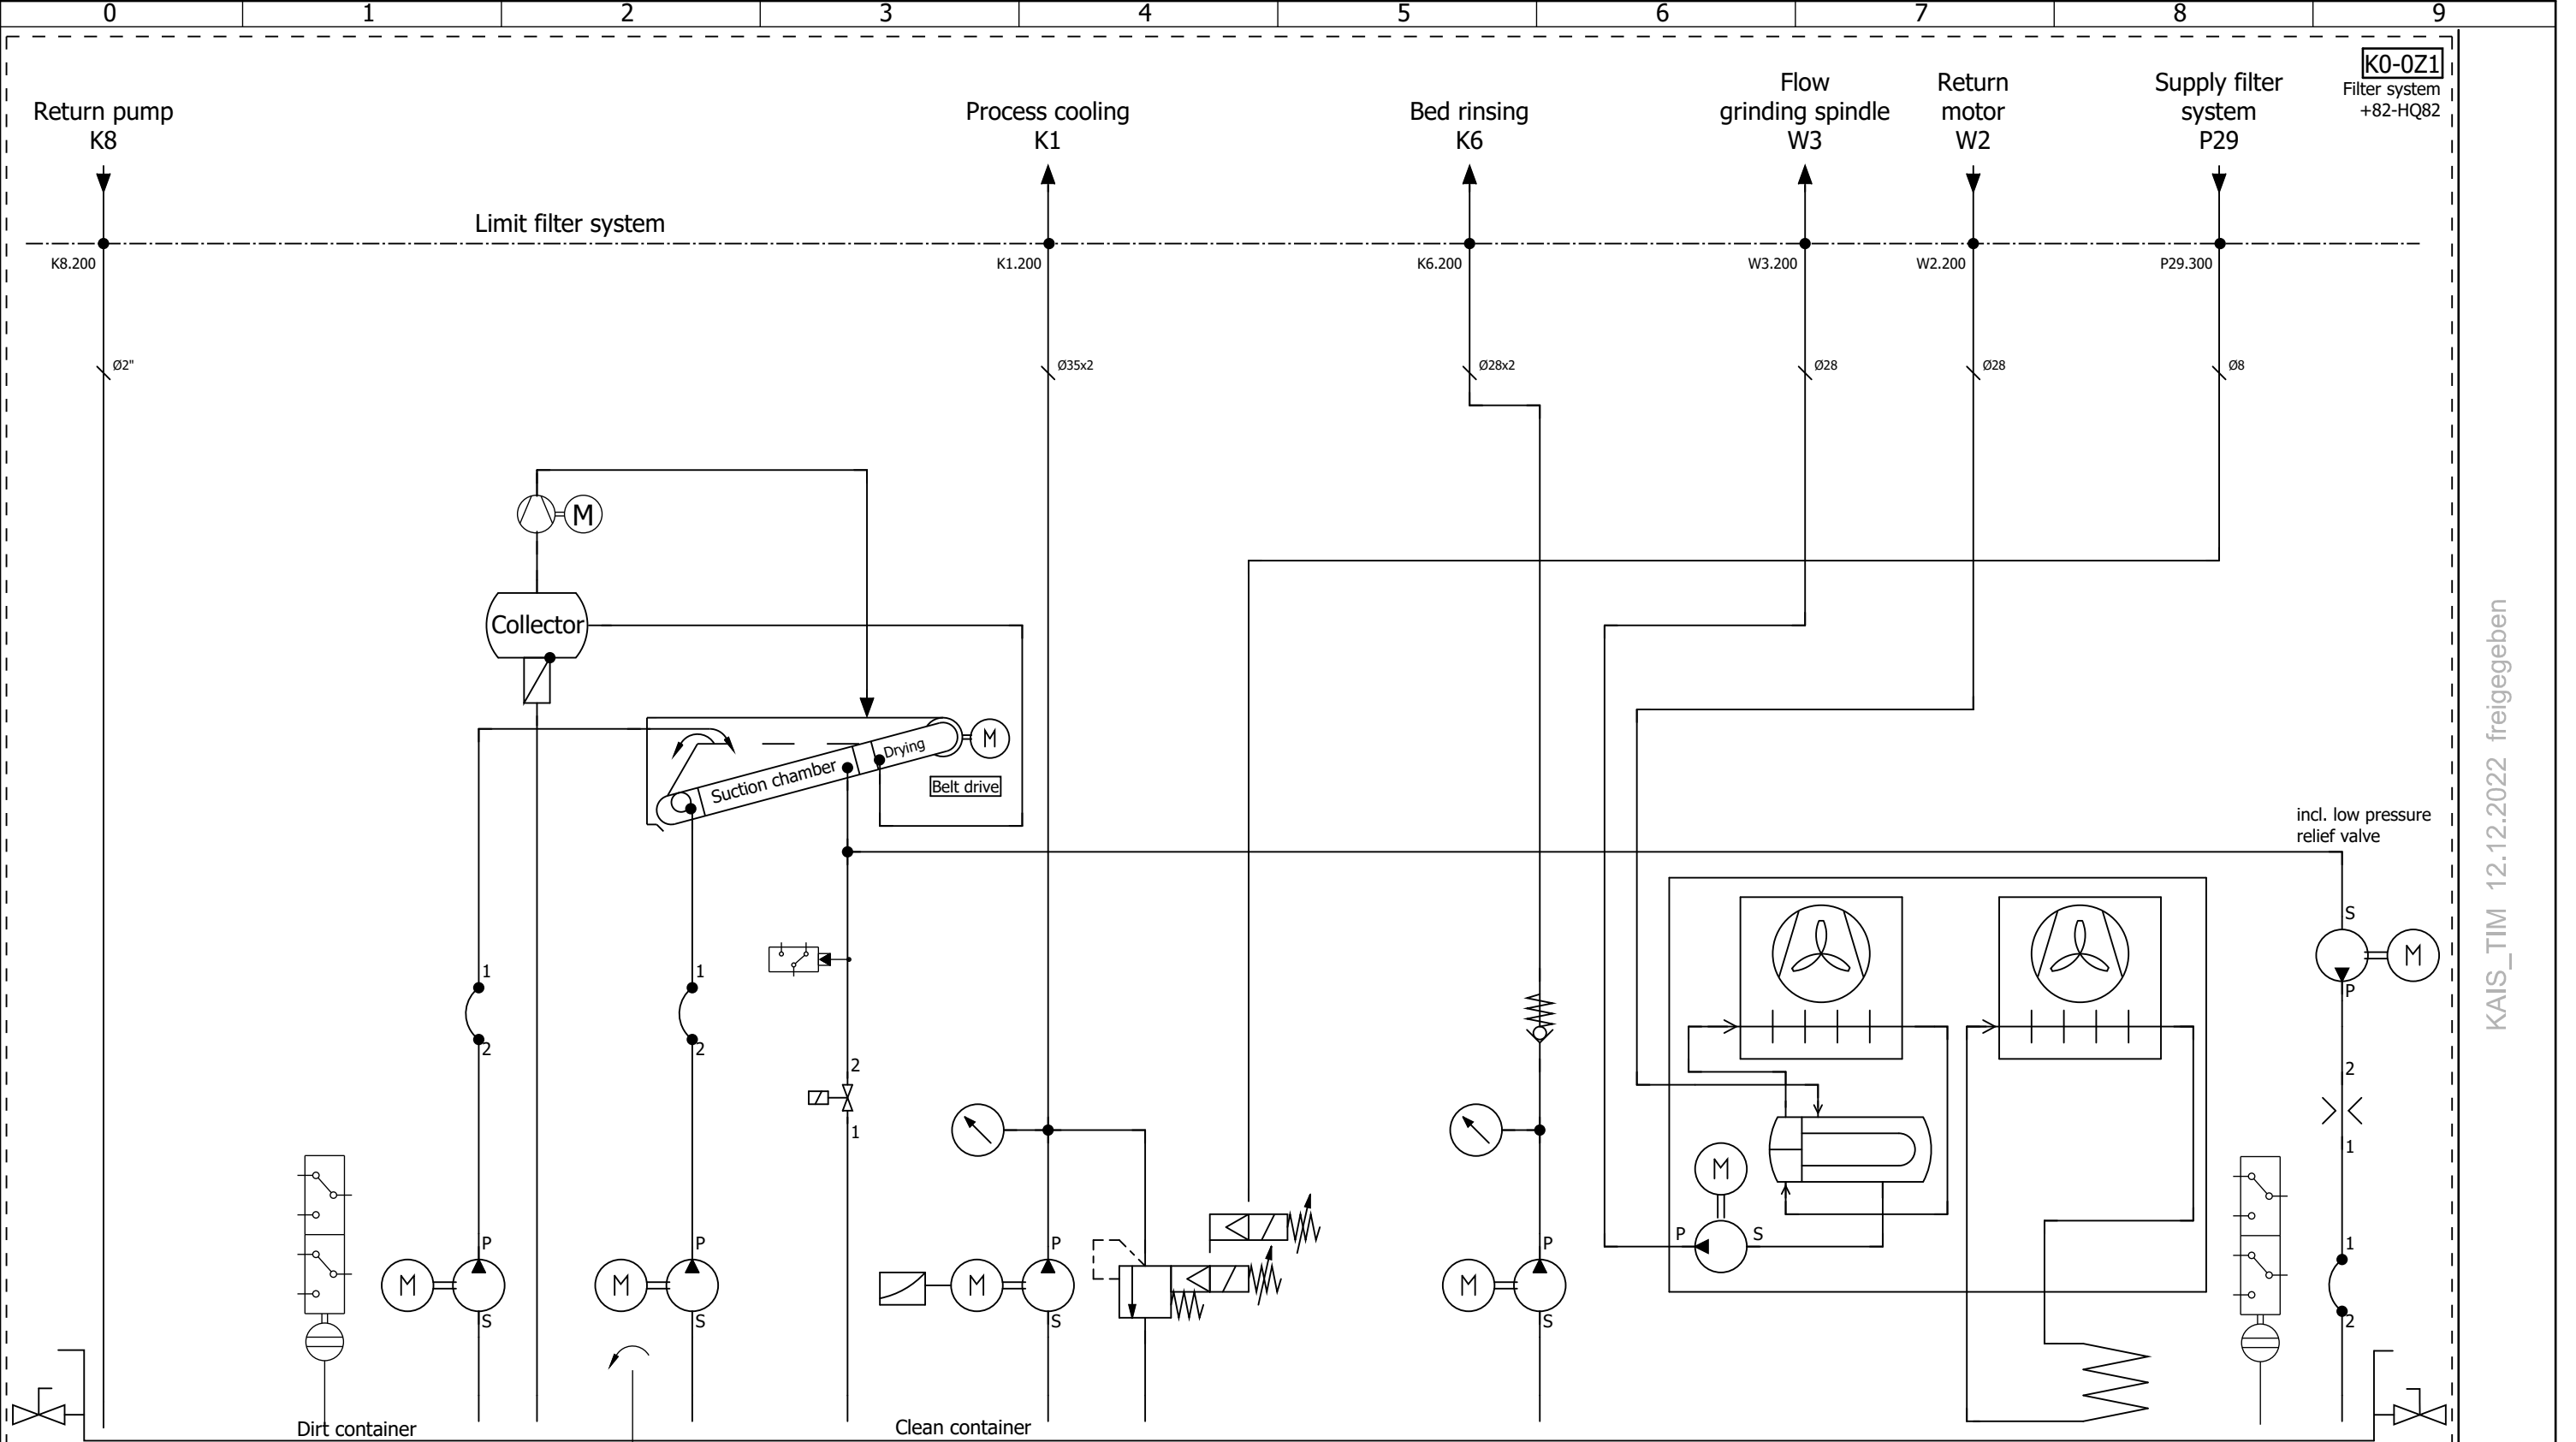 0 1 2 3 4 5 6 7 8 9
K0-0Z1
Filter system
+82-HQ82
Return pump
K8
Process cooling
K1
Bed rinsing
K6
Flow
grinding spindle
W3
Return
motor
W2
Supply filter
system
P29
Limit filter system
K8.200
K1.200
K6.200
W3.200
W2.200
P29.300
Ø2"
Ø35x2
Ø28x2
Ø28
Ø28
Ø8
M
Collector
Drying
M
Suction chamber
Belt drive
incl. low pressure
relief valve
S
M
P
1
2
1
2
2
1
2
1
M
P
S
1
2
P
M
S
P
M
S
P
M
S
P
M
S
Dirt container
Clean container
KAIS_TIM 12.12.2022 freigegeben